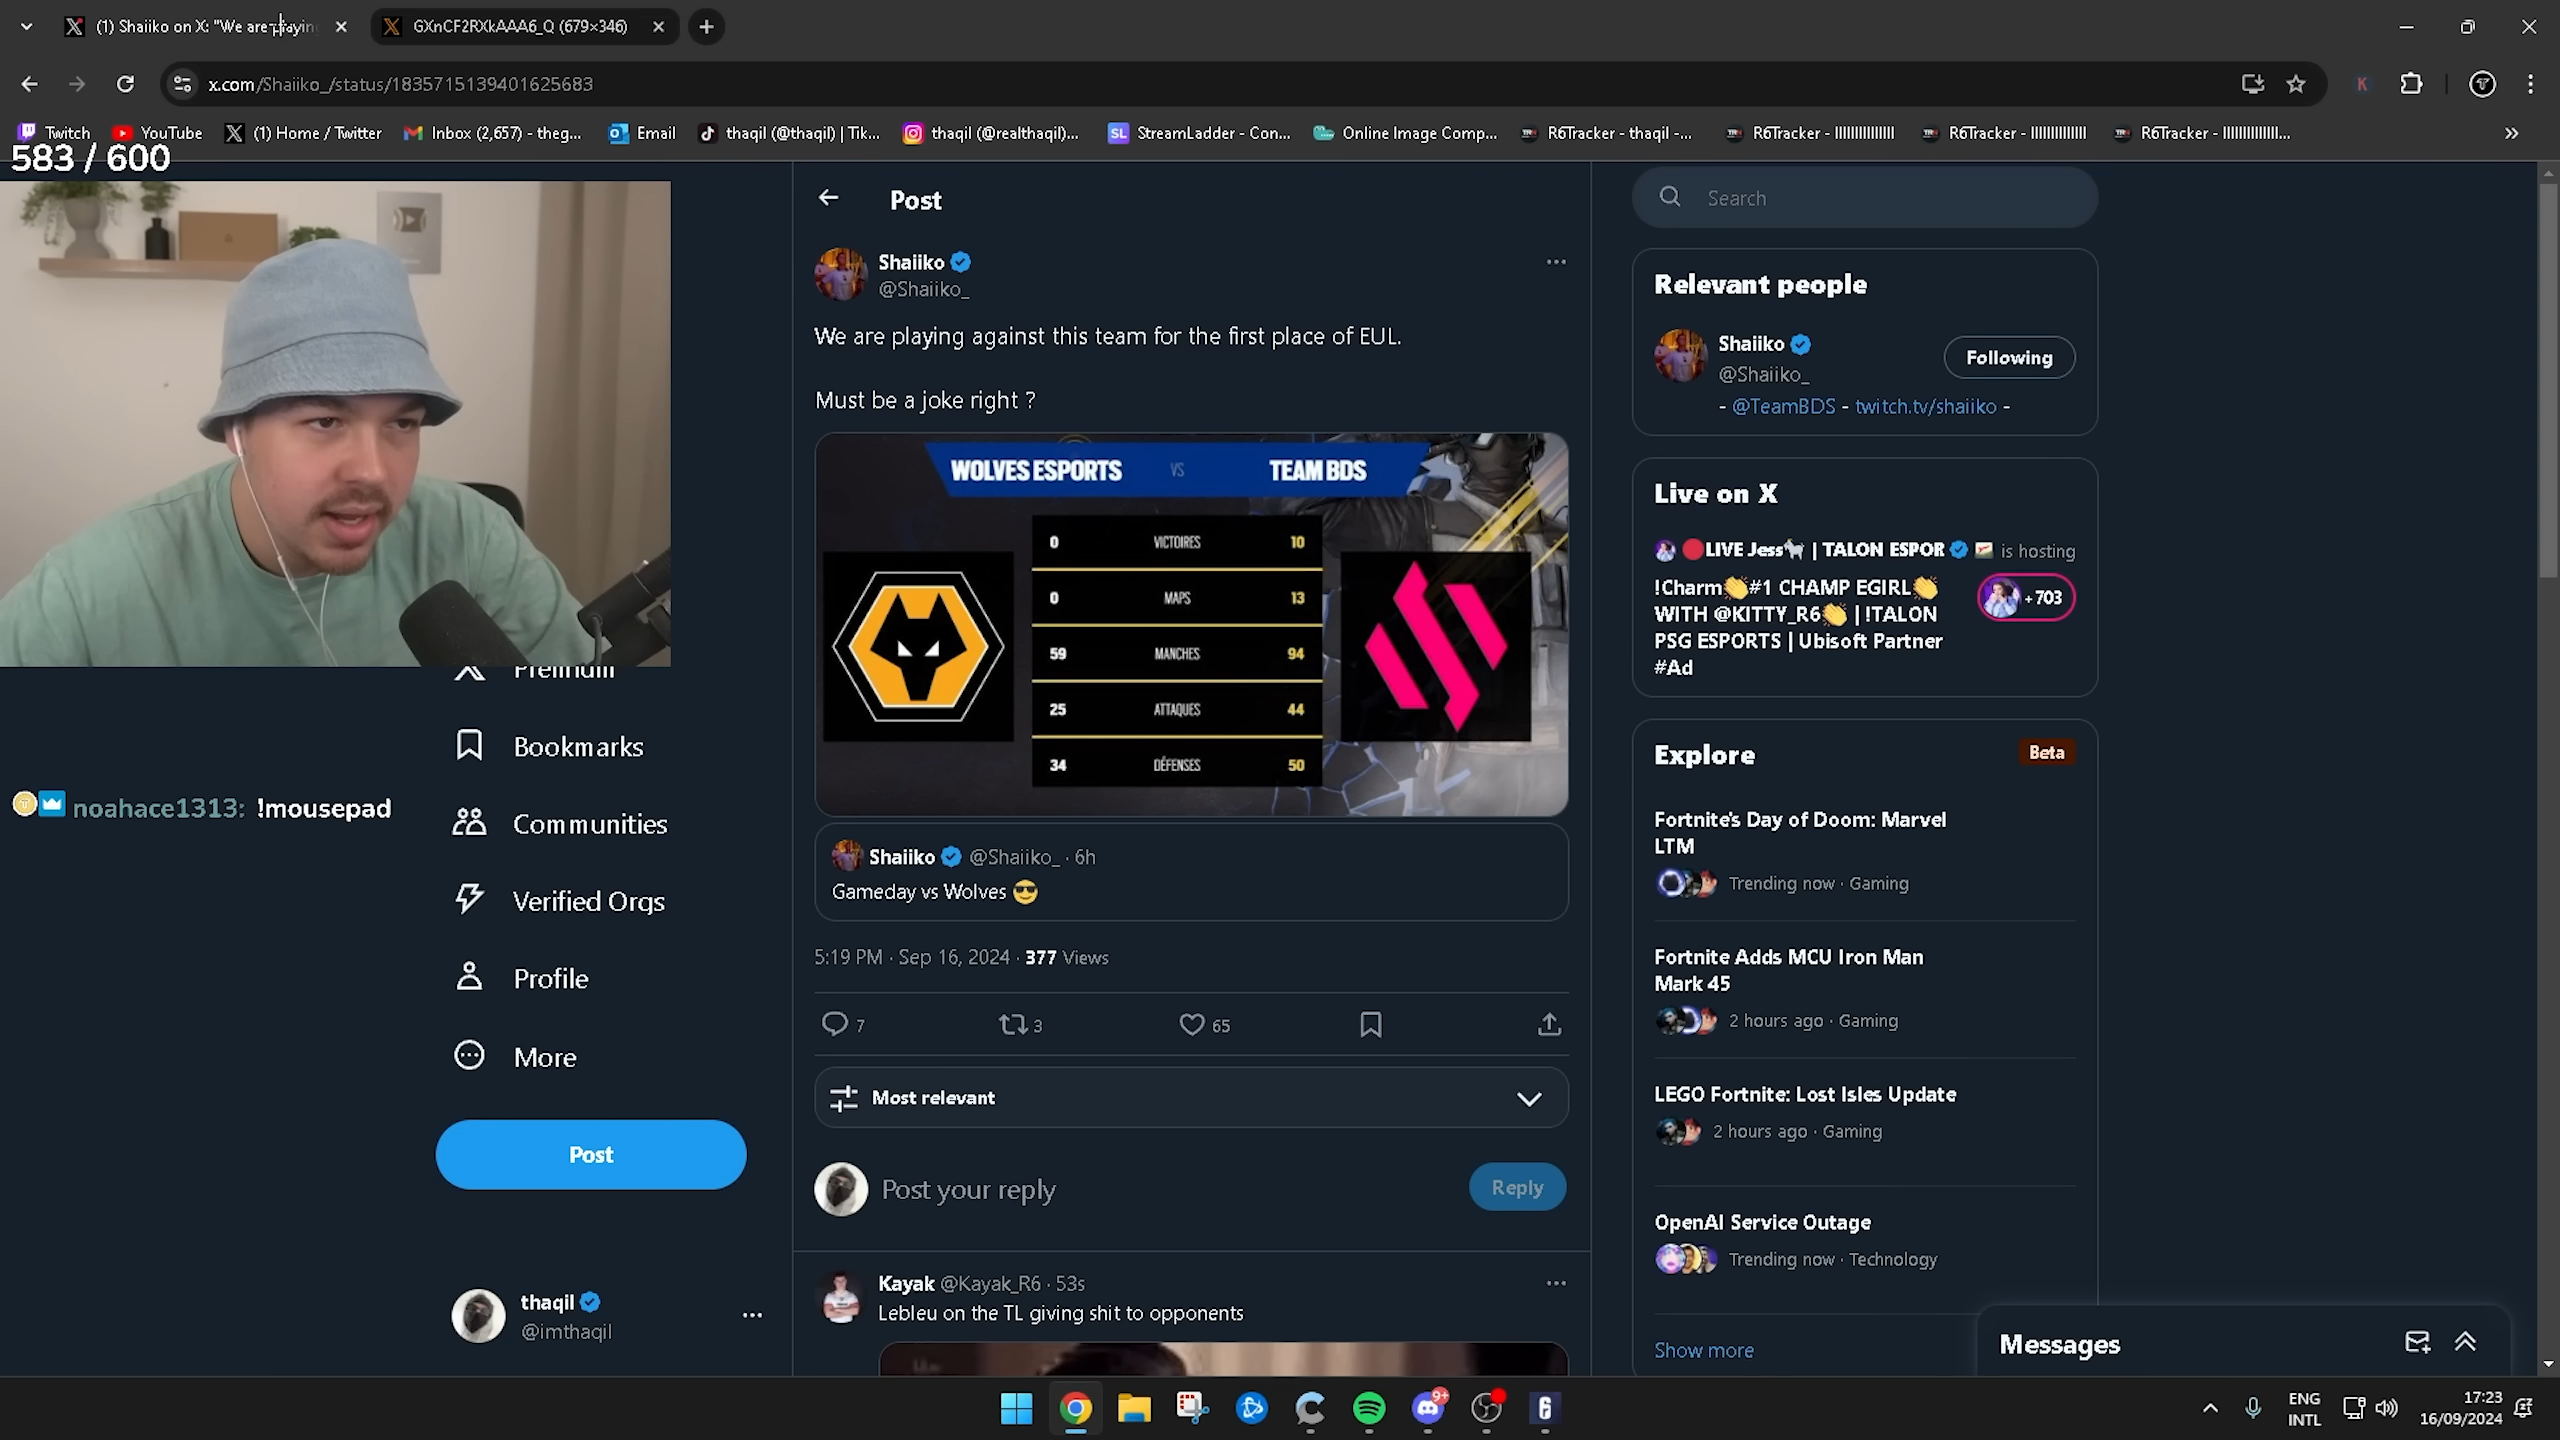 (1) Shaiiko on X: "We are playing
GXnCF2RXkAAA6_Q (679×346)
x.com/Shaiiko_/status/1835715139401625683
Twitch
YouTube
(1) Home / Twitter
Inbox (2,657) - theg...
Email
thaqil (@thaqil) | Tik...
thaqil (@realthaqil)...
StreamLadder - Con...
Online Image Comp...
R6Tracker - thaqil -...
R6Tracker - llllllllllllllll
R6Tracker - llllllllllllllll
R6Tracker - llllllllllllll...
583 / 600
Post
Shaiiko
@Shaiiko_
We are playing against this team for the first place of EUL.
Must be a joke right ?
WOLVES ESPORTS VS TEAM BDS
0 VICTOIRES 10
0 MAPS 13
59 MANCHES 94
25 ATTAQUES 44
34 DÉFENSES 50
Shaiiko @Shaiiko_ · 6h
Gameday vs Wolves 😎
5:19 PM · Sep 16, 2024 · 377 Views
7
3
65
Most relevant
Post your reply
Reply
Kayak @Kayak_R6 · 53s
Lebleu on the TL giving shit to opponents
Premium
Bookmarks
Communities
Verified Orgs
Profile
More
Post
thaqil
@imthaqil
noahace1313: !mousepad
Search
Relevant people
Shaiiko
@Shaiiko_
Following
- @TeamBDS - twitch.tv/shaiiko -
Live on X
🔴LIVE Jess🐐 | TALON ESPOR is hosting
!Charm👏#1 CHAMP EGIRL👏
WITH @KITTY_R6👏 | !TALON
PSG ESPORTS | Ubisoft Partner
#Ad
+703
Explore
Beta
Fortnite's Day of Doom: Marvel
LTM
Trending now · Gaming
Fortnite Adds MCU Iron Man
Mark 45
2 hours ago · Gaming
LEGO Fortnite: Lost Isles Update
2 hours ago · Gaming
OpenAI Service Outage
Trending now · Technology
Show more
Messages
9+
ENG
INTL
17:23
16/09/2024